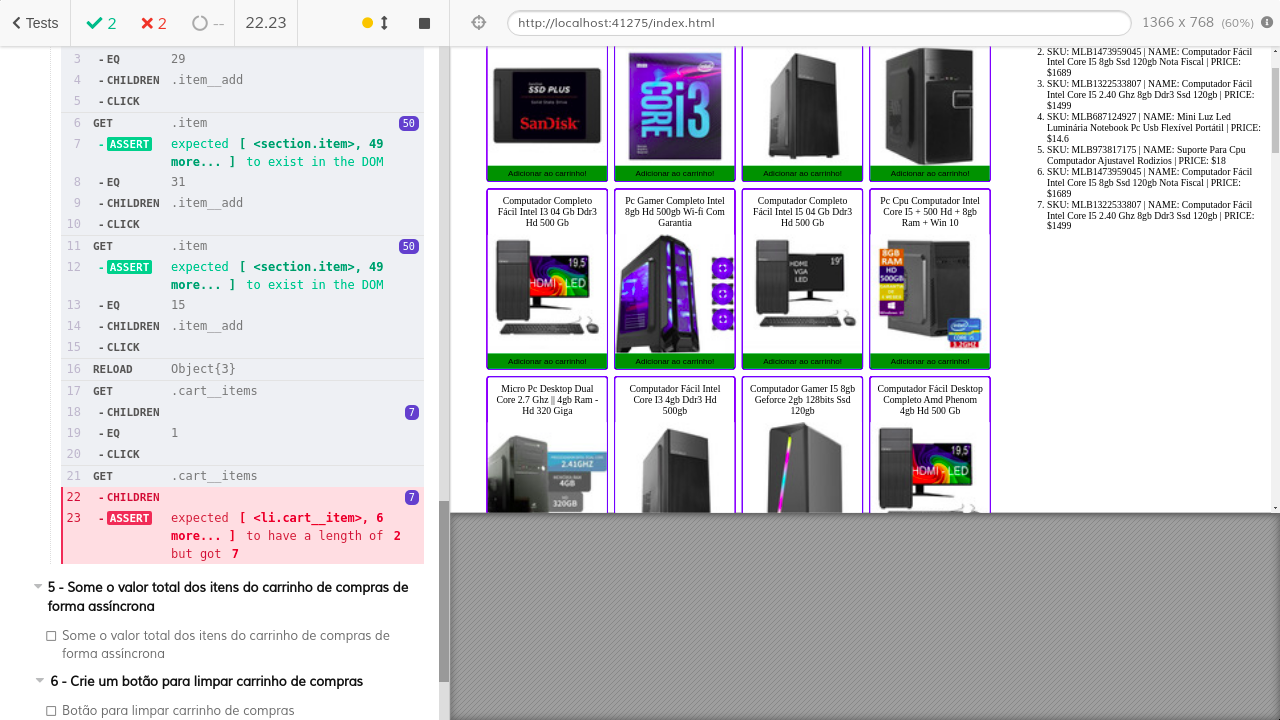 Tests
2
2
--
22.23
http://localhost:41275/index.html
1366 x 768 (60%)
3 -EQ 29
4 -CHILDREN .item__add
5 -CLICK
6 GET .item 50
7 -ASSERT expected [ <section.item>, 49
more... ] to exist in the DOM
8 -EQ 31
9 -CHILDREN .item__add
10 -CLICK
11 GET .item 50
12 -ASSERT expected [ <section.item>, 49
more... ] to exist in the DOM
13 -EQ 15
14 -CHILDREN .item__add
15 -CLICK
16 RELOAD Object{3}
17 GET .cart__items
18 -CHILDREN 7
19 -EQ 1
20 -CLICK
21 GET .cart__items
22 -CHILDREN 7
23 -ASSERT expected [ <li.cart__item>, 6
more... ] to have a length of 2
but got 7
5 - Some o valor total dos itens do carrinho de compras de
forma assíncrona
Some o valor total dos itens do carrinho de compras de
forma assíncrona
6 - Crie um botão para limpar carrinho de compras
Botão para limpar carrinho de compras
SSD PLUS
SanDisk
CORE i3
Adicionar ao carrinho!
Adicionar ao carrinho!
Adicionar ao carrinho!
Adicionar ao carrinho!
Computador Completo
Fácil Intel I3 04 Gb Ddr3
Hd 500 Gb
19,5"
HDMI - LED
Adicionar ao carrinho!
Pc Gamer Completo Intel
8gb Hd 500gb Wi-fi Com
Garantia
Adicionar ao carrinho!
Computador Completo
Fácil Intel I5 04 Gb Ddr3
Hd 500 Gb
HDMI
VGA
LED
19"
Adicionar ao carrinho!
Pc Cpu Computador Intel
Core I5 + 500 Hd + 8gb
Ram + Win 10
8GB
RAM
HD
500GB
CORE i5
3.2GHZ
Adicionar ao carrinho!
Micro Pc Desktop Dual
Core 2.7 Ghz || 4gb Ram -
Hd 320 Giga
2.41GHZ
4GB
HD
320GB
Computador Fácil Intel
Core I3 4gb Ddr3 Hd
500gb
Computador Gamer I5 8gb
Geforce 2gb 128bits Ssd
120gb
Computador Fácil Desktop
Completo Amd Phenom
4gb Hd 500 Gb
19,5"
HDMI - LED
2. SKU: MLB1473959045 | NAME: Computador Fácil
Intel Core I5 8gb Ssd 120gb Nota Fiscal | PRICE:
$1689
3. SKU: MLB1322533807 | NAME: Computador Fácil
Intel Core I5 2.40 Ghz 8gb Ddr3 Ssd 120gb | PRICE:
$1499
4. SKU: MLB687124927 | NAME: Mini Luz Led
Luminária Notebook Pc Usb Flexível Portátil | PRICE:
$14.6
5. SKU: MLB973817175 | NAME: Suporte Para Cpu
Computador Ajustavel Rodizios | PRICE: $18
6. SKU: MLB1473959045 | NAME: Computador Fácil
Intel Core I5 8gb Ssd 120gb Nota Fiscal | PRICE:
$1689
7. SKU: MLB1322533807 | NAME: Computador Fácil
Intel Core I5 2.40 Ghz 8gb Ddr3 Ssd 120gb | PRICE:
$1499